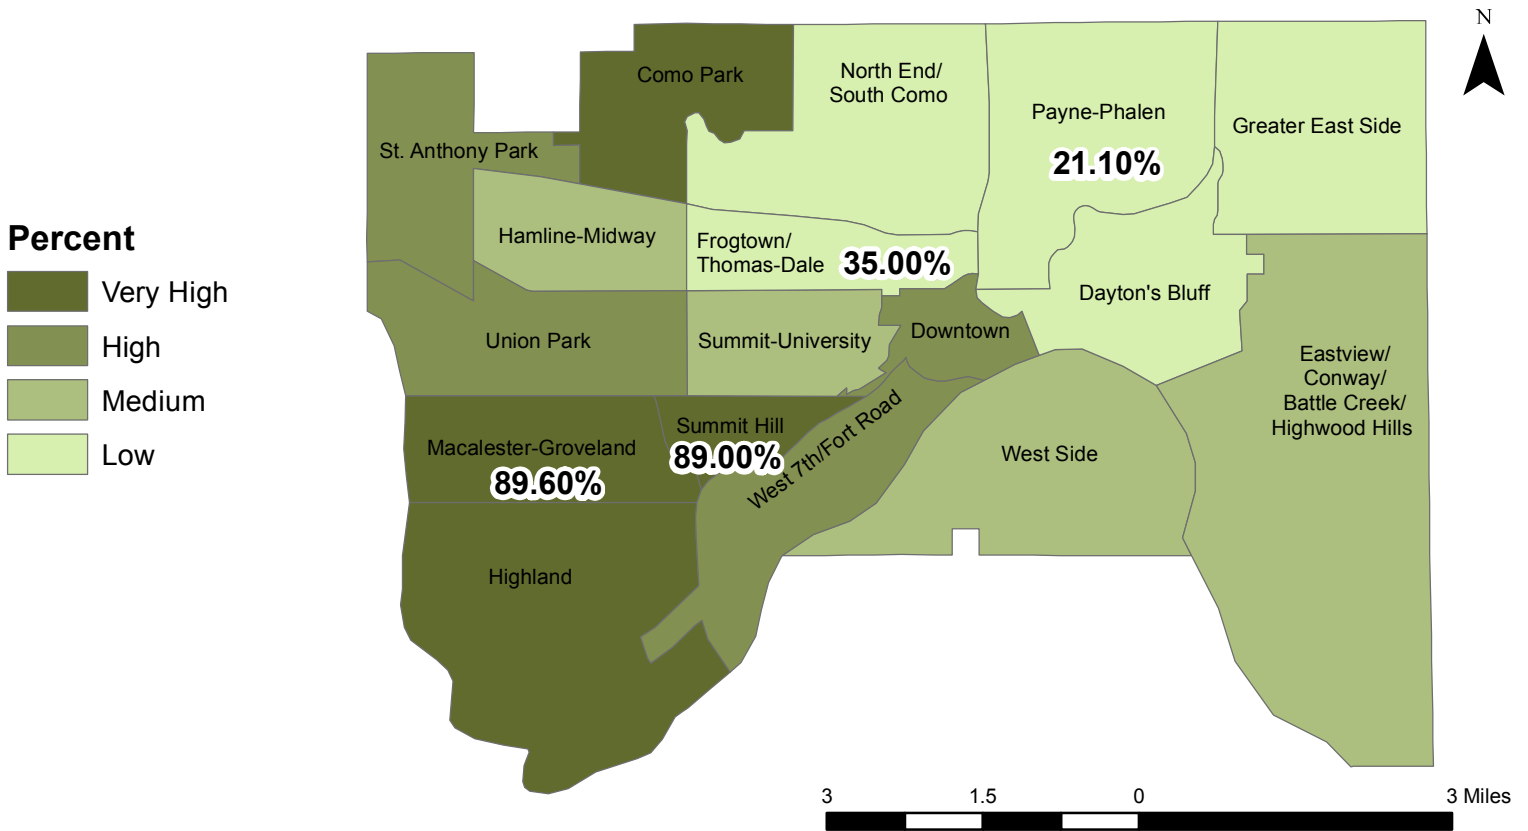 N
Como Park
North End/
South Como
Payne-Phalen
21.10%
Greater East Side
St. Anthony Park
Hamline-Midway
Frogtown/
Thomas-Dale
35.00%
Dayton's Bluff
Percent
Very High
High
Medium
Low
Union Park
Summit-University
Downtown
Eastview/
Conway/
Battle Creek/
Highwood Hills
Macalester-Groveland
89.60%
Summit Hill
89.00%
West 7th/Fort Road
West Side
Highland
3 1.5 0 3 Miles